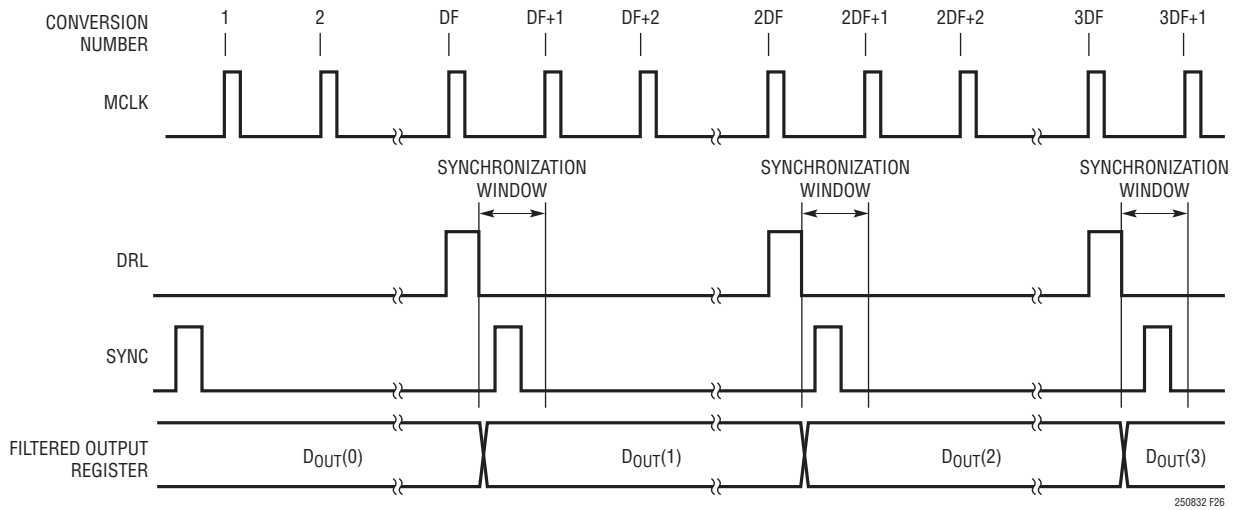 CONVERSION
NUMBER
1 2 DF DF+1 DF+2 2DF 2DF+1 2DF+2 3DF 3DF+1
MCLK
SYNCHRONIZATION
WINDOW
SYNCHRONIZATION
WINDOW
SYNCHRONIZATION
WINDOW
DRL
SYNC
FILTERED OUTPUT
REGISTER
DOUT(0) DOUT(1) DOUT(2) DOUT(3)
250832 F26